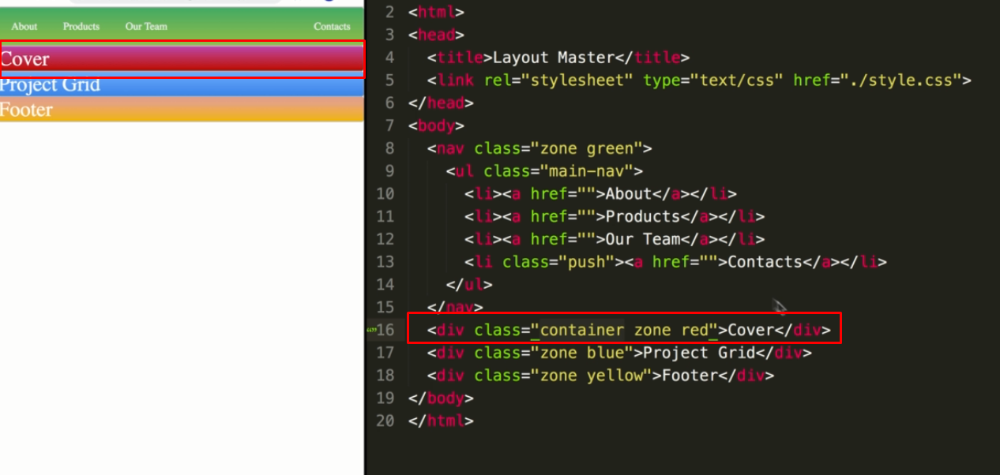 About Products Our Team Contacts
Cover
Project Grid
Footer
2 <html>
3 <head>
4 <title>Layout Master</title>
5 <link rel="stylesheet" type="text/css" href="./style.css">
6 </head>
7 <body>
8 <nav class="zone green">
9 <ul class="main-nav">
10 <li><a href="">About</a></li>
11 <li><a href="">Products</a></li>
12 <li><a href="">Our Team</a></li>
13 <li class="push"><a href="">Contacts</a></li>
14 </ul>
15 </nav>
16 <div class="container zone red">Cover</div>
17 <div class="zone blue">Project Grid</div>
18 <div class="zone yellow">Footer</div>
19 </body>
20 </html>